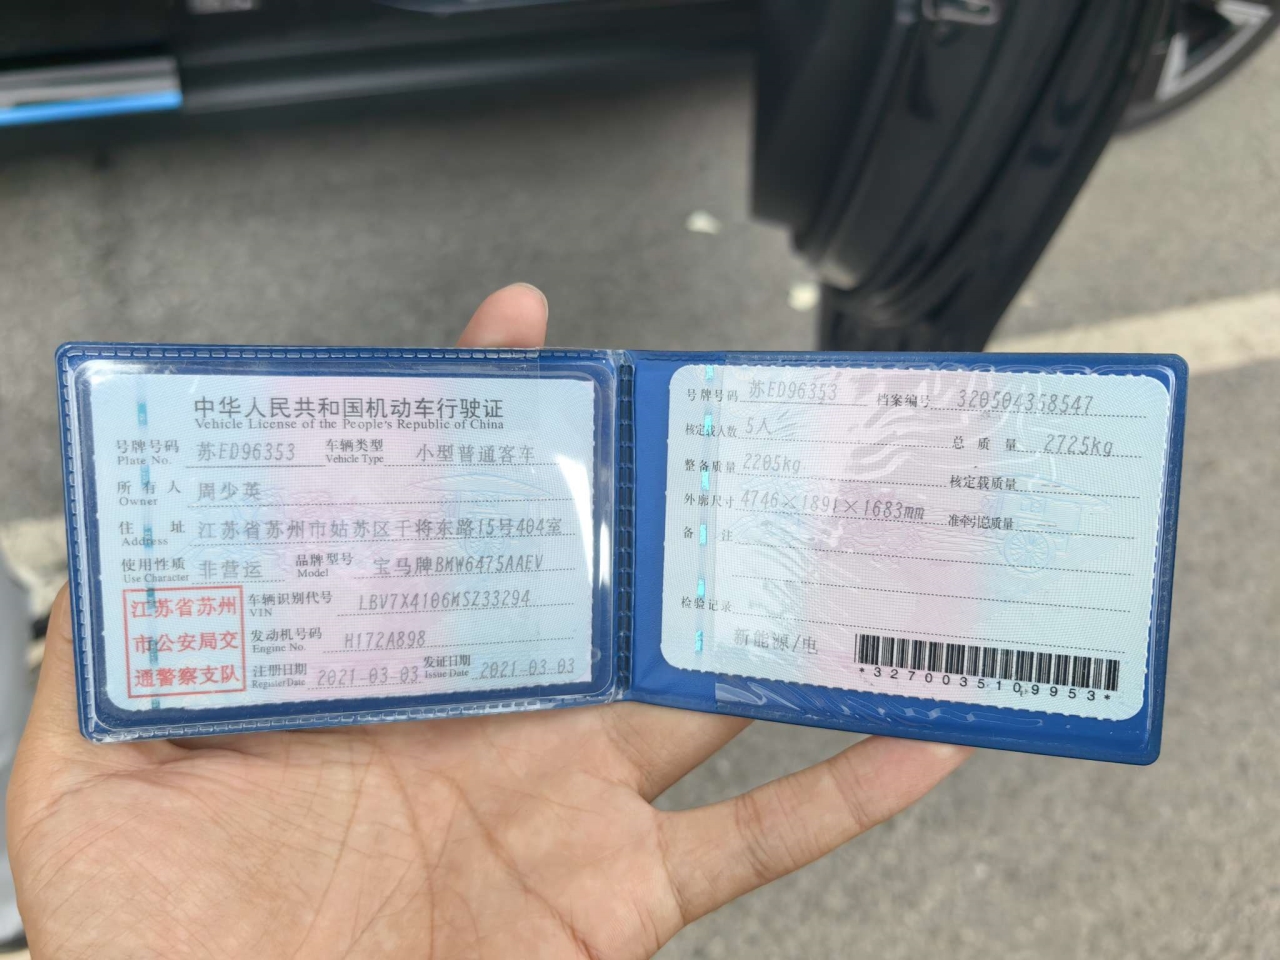 中华人民共和国机动车行驶证
Vehicle License of the People's Republic of China
号牌号码 苏ED96353 车辆类型 小型普通客车
Plate No. Vehicle Type
所有人 周少英
Owner
住址 江苏省苏州市姑苏区干将东路15号404室
Address
使用性质 非营运 品牌型号 宝马牌BMW6475AAEV
Use Character Model
江苏省苏州
市公安局交
通警察支队
车辆识别代号 LBV7X4106MSZ33294
VIN
发动机号码 H172A898
Engine No.
注册日期 2021-03-03 发证日期 2021-03-03
Register Date Issue Date
号牌号码 苏ED96353 档案编号 320504358547
核定载人数 5人 总质量 2725kg
整备质量 2205kg 核定载质量 --
外廓尺寸 4746×1891×1683mm 准牵引总质量 --
备注
检验记录
新能源/电
*3270035109953*